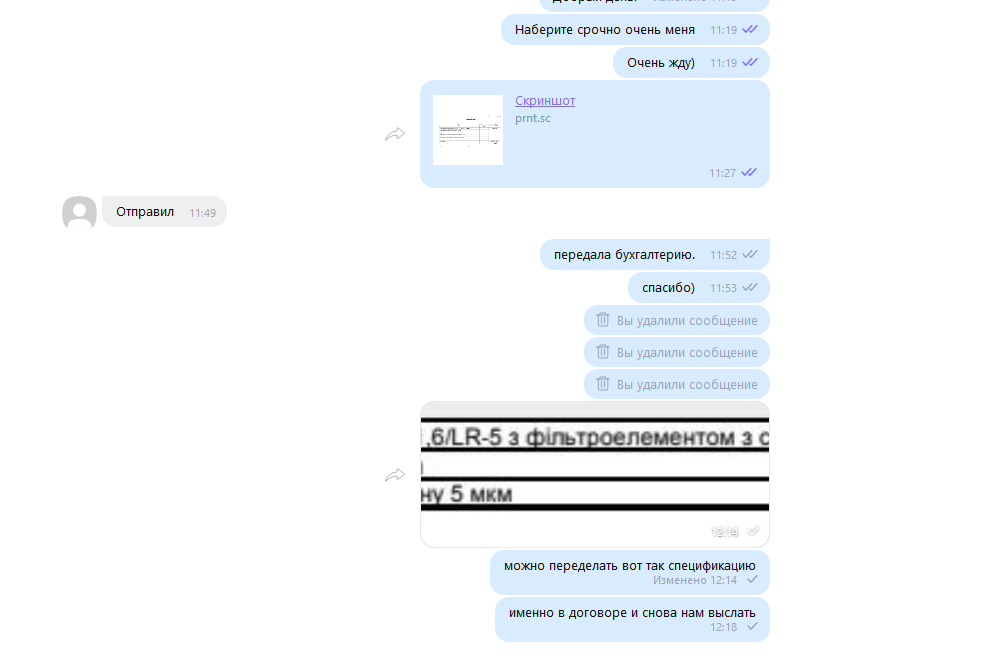 Наберите срочно очень меня 11:19
Очень жду) 11:19
Скриншот
prnt.sc
11:27
Отправил 11:49
передала бухгалтерию. 11:52
спасибо) 11:53
Вы удалили сообщение
Вы удалили сообщение
Вы удалили сообщение
,6/LR-5 з фільтроелементом з с
ну 5 мкм
12:14
можно переделать вот так спецификацию
Изменено 12:14
именно в договоре и снова нам выслать
12:18